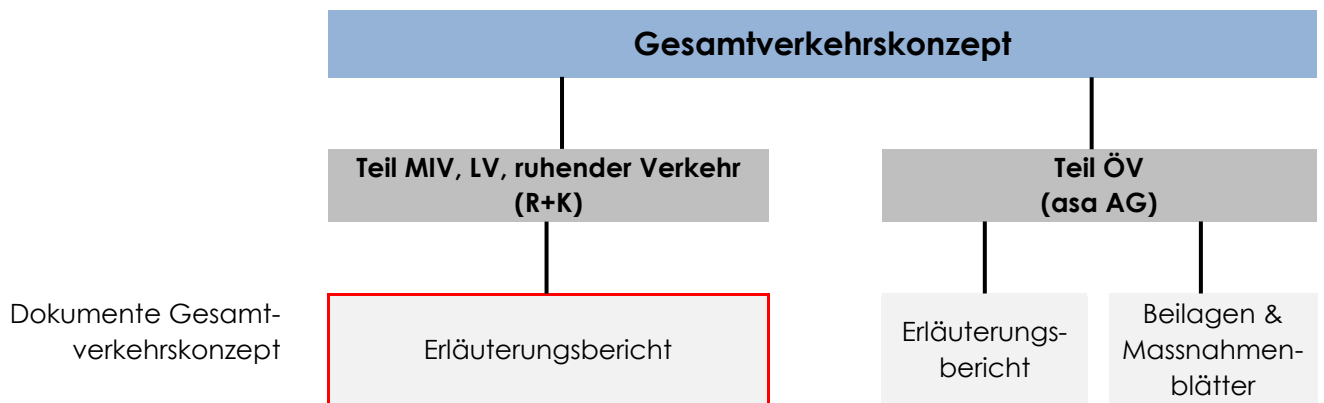 Gesamtverkehrskonzept
Teil MIV, LV, ruhender Verkehr
(R+K)
Teil ÖV
(asa AG)
Dokumente Gesamt-
verkehrskonzept
Erläuterungsbericht
Erläuterungs-
bericht
Beilagen &
Massnahmen-
blätter